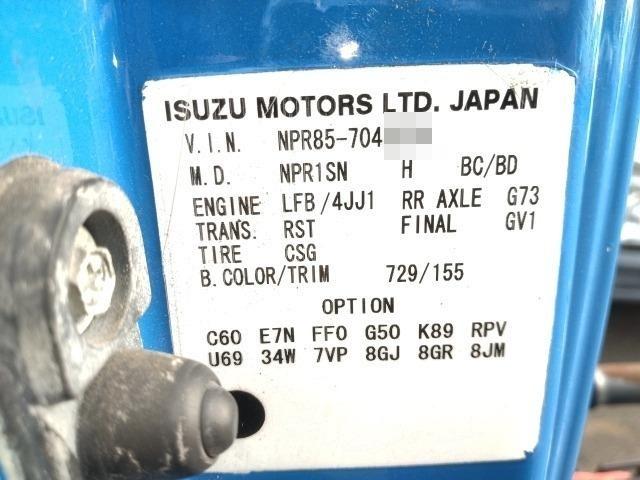 ISUZU MOTORS LTD. JAPAN
V.I.N. NPR85-704
M.D. NPR1SN H BC/BD
ENGINE LFB/4JJ1 RR AXLE G73
TRANS. RST FINAL GV1
TIRE CSG
B.COLOR/TRIM 729/155
OPTION
C60 E7N FF0 G50 K89 RPV
U69 34W 7VP 8GJ 8GR 8JM